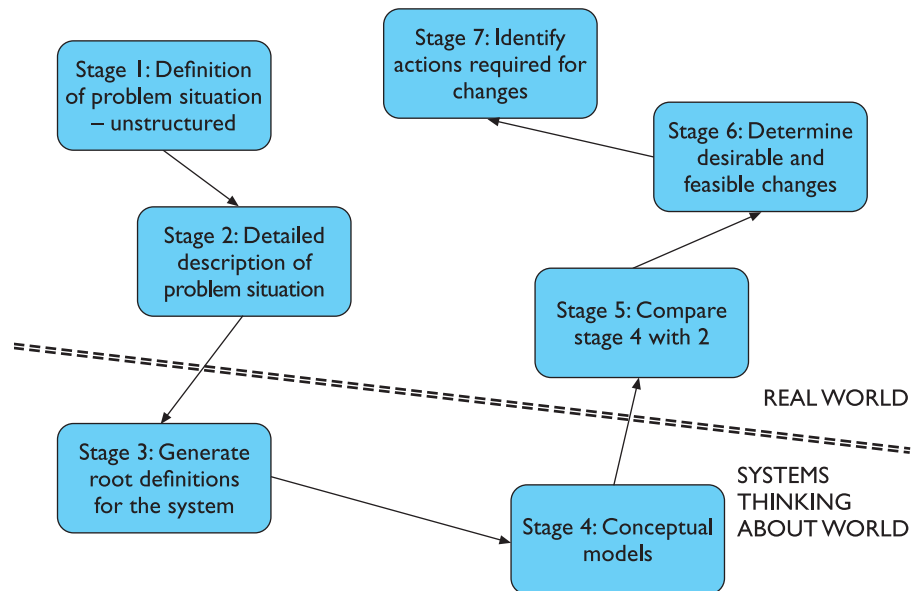 Stage 1: Definition
of problem situation
– unstructured
Stage 2: Detailed
description of
problem situation
Stage 3: Generate
root definitions
for the system
Stage 4: Conceptual
models
Stage 5: Compare
stage 4 with 2
Stage 6: Determine
desirable and
feasible changes
Stage 7: Identify
actions required for
changes
REAL WORLD
SYSTEMS
THINKING
ABOUT WORLD